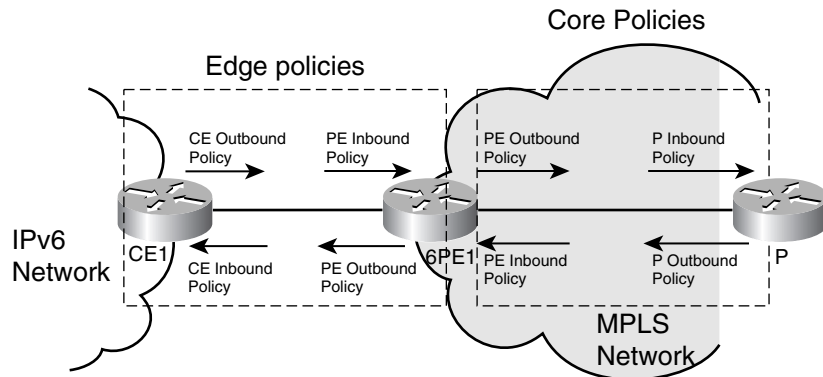 Core Policies
Edge policies
CE Outbound
Policy
PE Inbound
Policy
PE Outbound
Policy
P Inbound
Policy
IPv6
Network
CE1
CE Inbound
Policy
PE Outbound
Policy
6PE1
PE Inbound
Policy
P Outbound
Policy
P
MPLS
Network